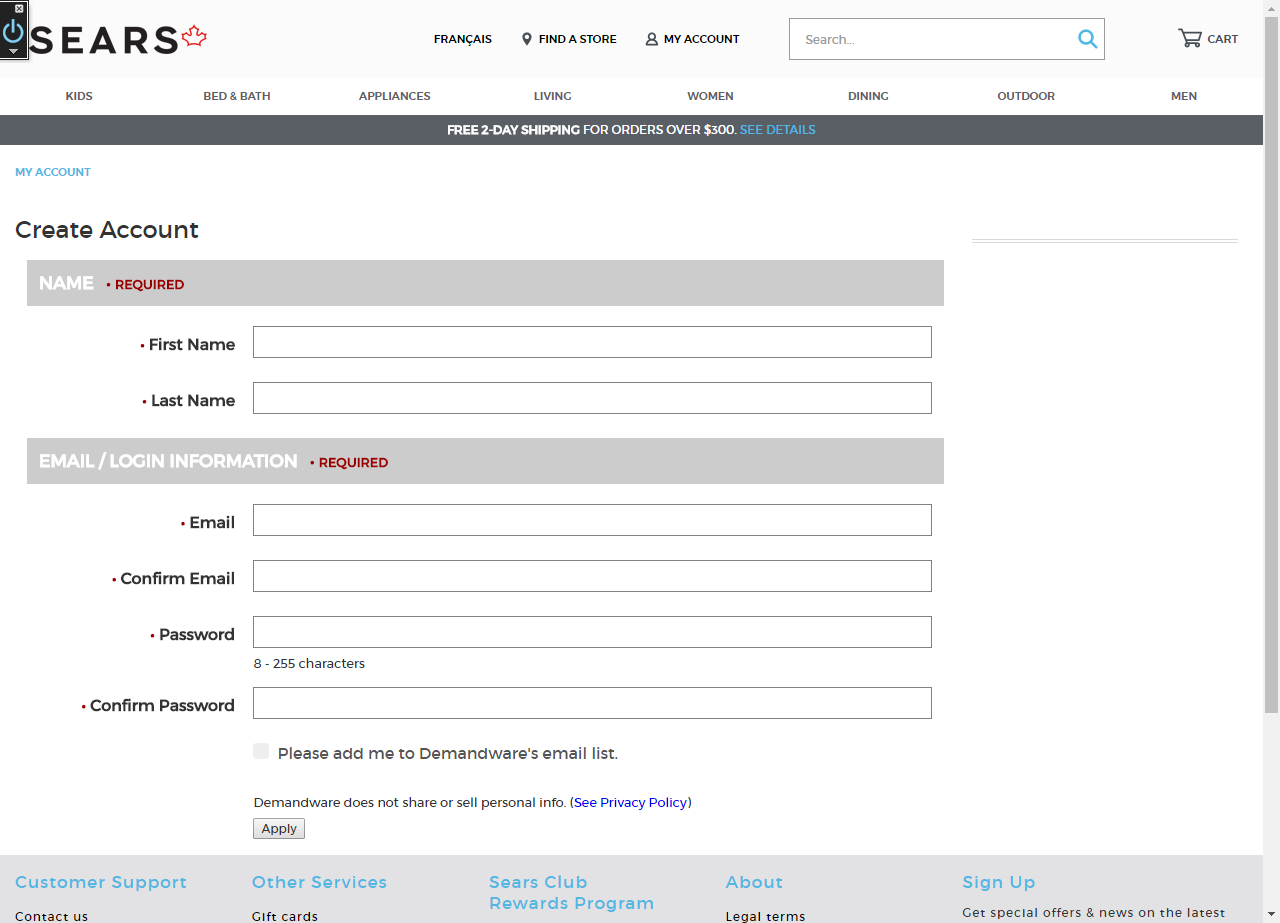 SEARS
FRANÇAIS
FIND A STORE
MY ACCOUNT
Search...
CART
KIDS
BED & BATH
APPLIANCES
LIVING
WOMEN
DINING
OUTDOOR
MEN
FREE 2-DAY SHIPPING FOR ORDERS OVER $300. SEE DETAILS
MY ACCOUNT
Create Account
NAME • REQUIRED
• First Name
• Last Name
EMAIL / LOGIN INFORMATION • REQUIRED
• Email
• Confirm Email
• Password
8 - 255 characters
• Confirm Password
Please add me to Demandware's email list.
Demandware does not share or sell personal info. (See Privacy Policy)
Apply
Customer Support
Other Services
Sears Club
Rewards Program
About
Sign Up
Contact us
Gift cards
Legal terms
Get special offers & news on the latest